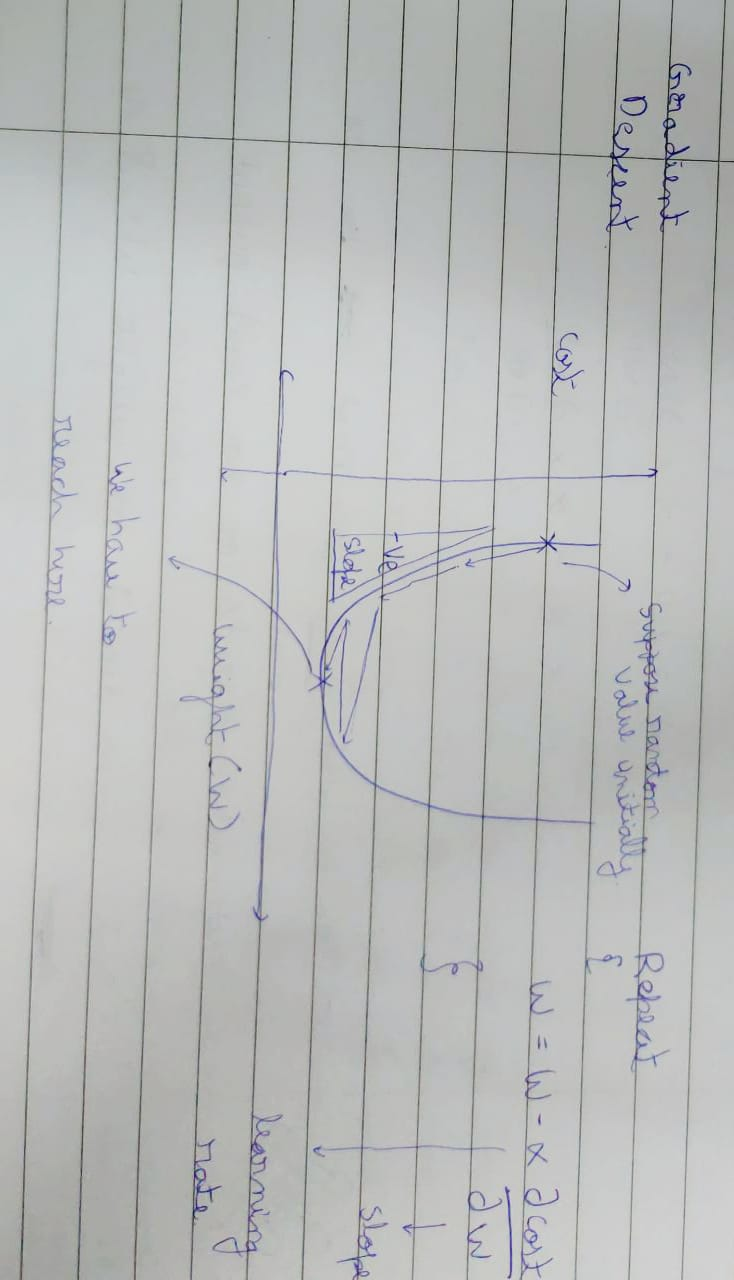 Gradient
Descent
Cost
Suppose random
value initially
-ve
slope
Weight (W)
We have to
reach here.
Repeat
{
W = W - α ∂cost
∂W
}
learning
rate
slope